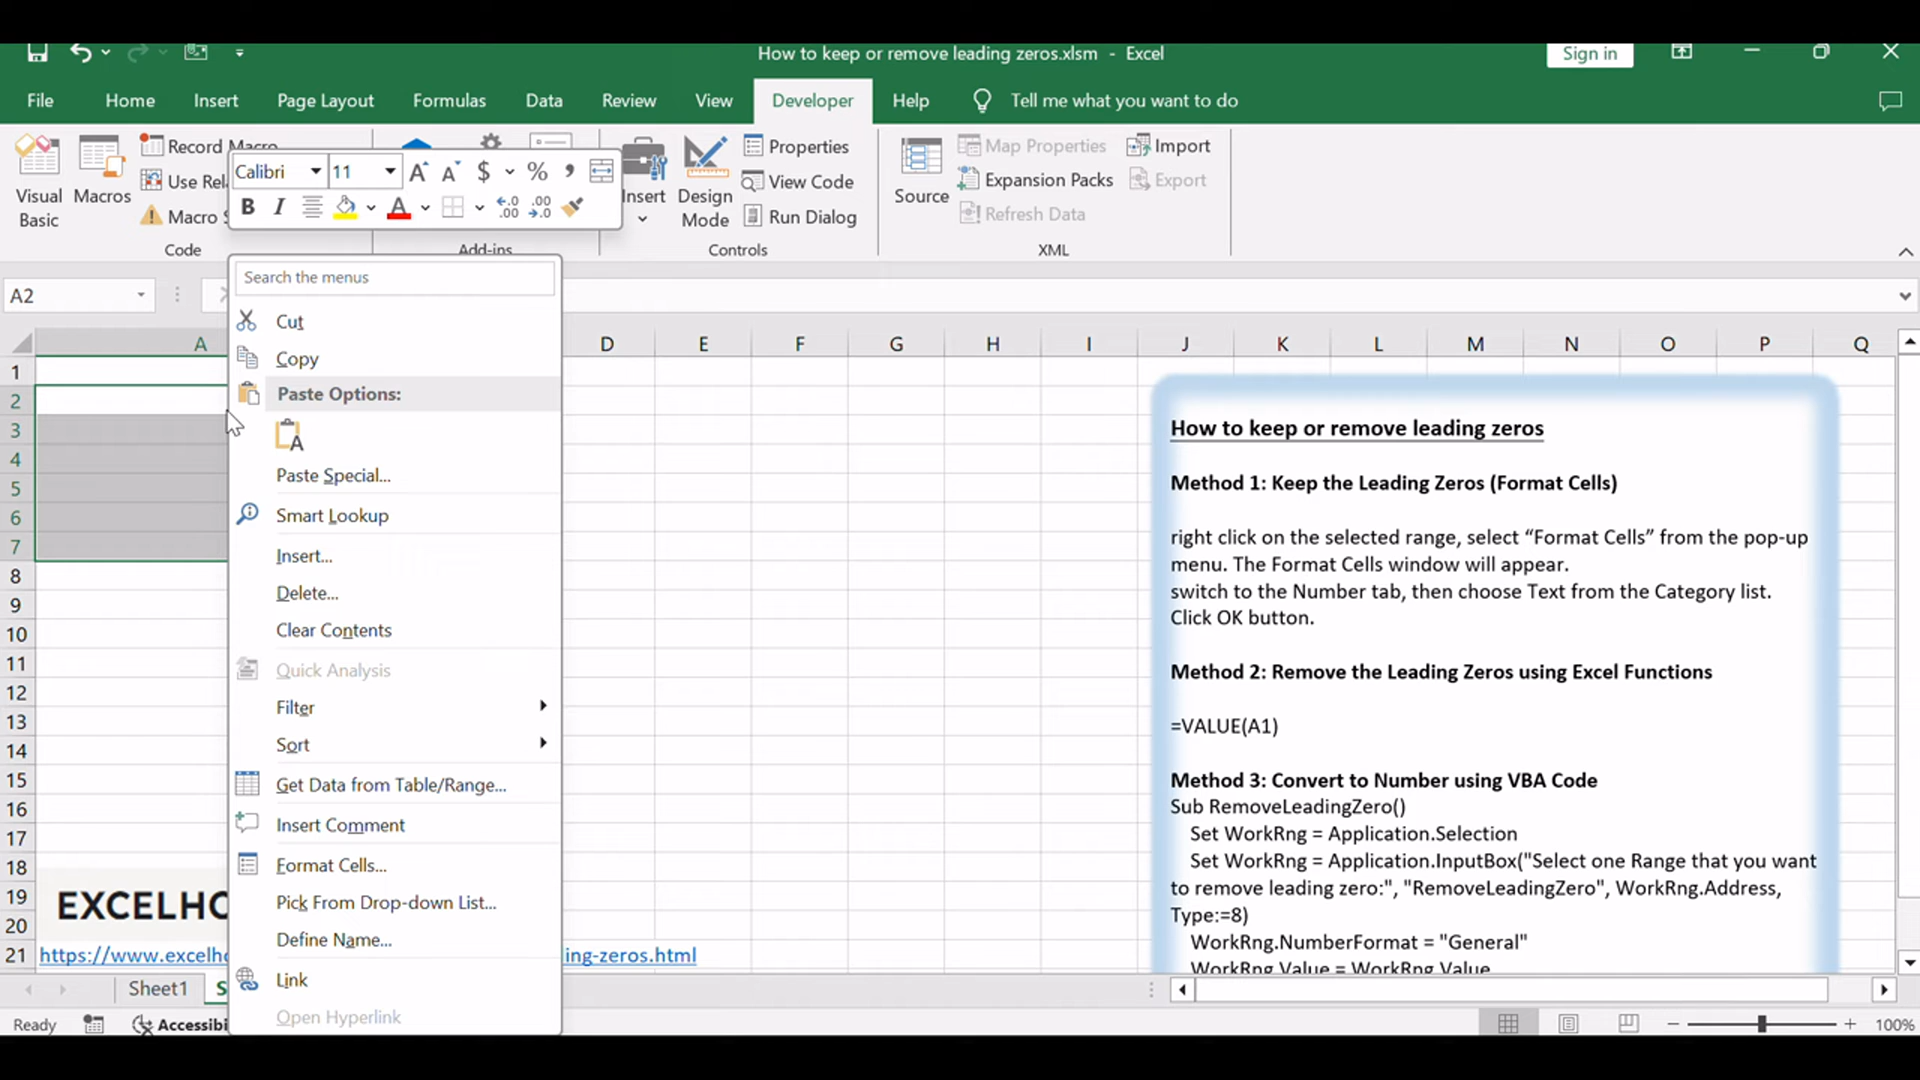 How to keep or remove leading zeros.xlsm - Excel
Sign in
File Home Insert Page Layout Formulas Data Review View Developer Help Tell me what you want to do
Visual Basic
Macros
Record Macro
Use Rel
Macro S
Code
Calibri 11 $ % ,
B I A
Add-ins
Insert
Design Mode
Properties
View Code
Run Dialog
Controls
Source
Map Properties
Expansion Packs
Refresh Data
Import
Export
XML
A2
A D E F G H I J K L M N O P Q
1
2
3
4
5
6
7
8
9
10
11
12
13
14
15
16
17
18
19
20
21
Search the menus
Cut
Copy
Paste Options:
Paste Special...
Smart Lookup
Insert...
Delete...
Clear Contents
Quick Analysis
Filter
Sort
Get Data from Table/Range...
Insert Comment
Format Cells...
Pick From Drop-down List...
Define Name...
Link
Open Hyperlink
How to keep or remove leading zeros
Method 1: Keep the Leading Zeros (Format Cells)
right click on the selected range, select “Format Cells” from the pop-up
menu. The Format Cells window will appear.
switch to the Number tab, then choose Text from the Category list.
Click OK button.
Method 2: Remove the Leading Zeros using Excel Functions
=VALUE(A1)
Method 3: Convert to Number using VBA Code
Sub RemoveLeadingZero()
Set WorkRng = Application.Selection
Set WorkRng = Application.InputBox("Select one Range that you want
to remove leading zero:", "RemoveLeadingZero", WorkRng.Address,
Type:=8)
WorkRng.NumberFormat = "General"
WorkRng.Value = WorkRng.Value
EXCELHO
https://www.excelho ing-zeros.html
Sheet1 S
Ready Accessibi 100%